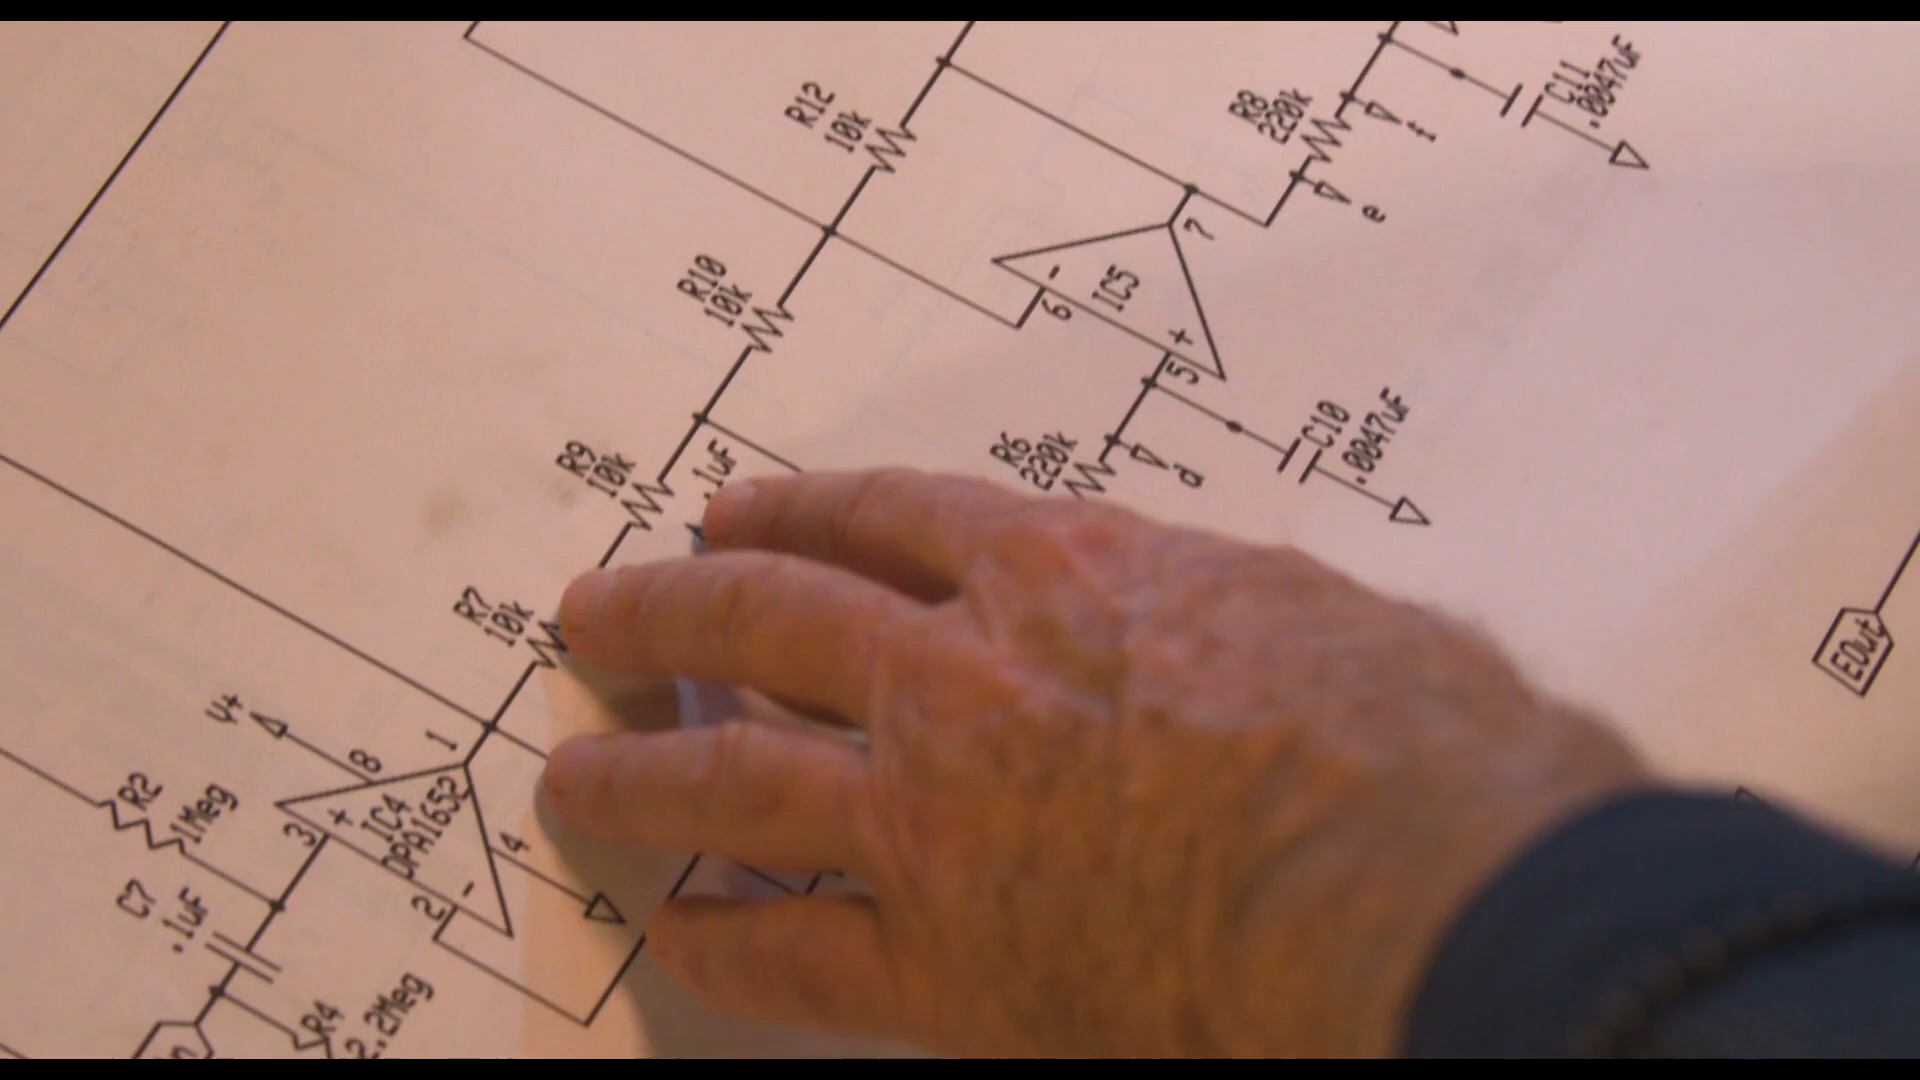 C11
.0047uF
R8
220k
f
e
R12
10k
7
IC5
-
6
+
5
R10
10k
C10
.0047uF
d
R6
220k
R9
10k
.1uF
R7
10k
EOut
V+
8
1
R2
1Meg
3
+
IC4
OPA1652
4
-
2
C7
.1uF
R4
2.2Meg